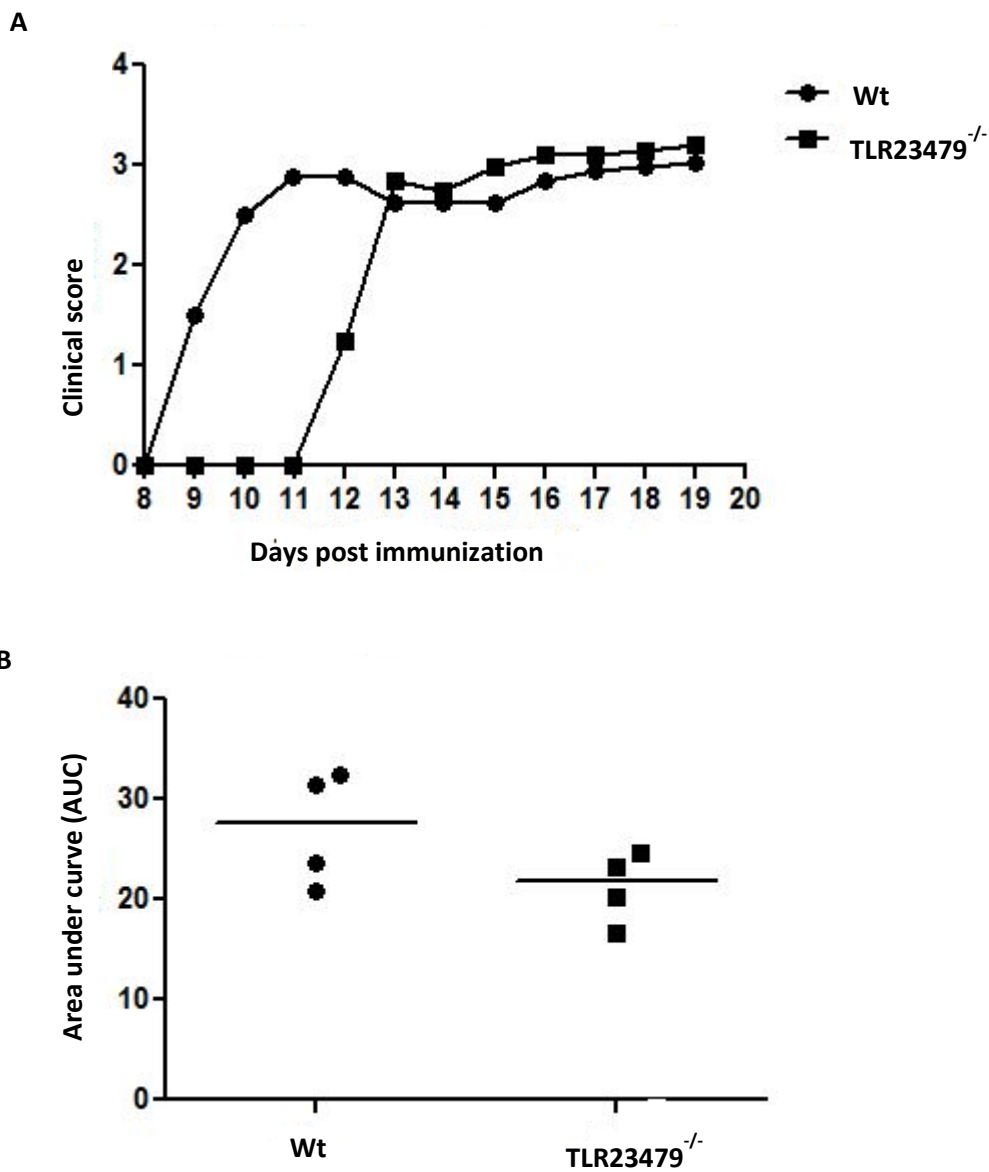 A
4
3
2
1
0
Clinical score
8 9 10 11 12 13 14 15 16 17 18 19 20
Days post immunization
Wt
TLR23479-/-
B
40
30
20
10
0
Area under curve (AUC)
Wt
TLR23479-/-